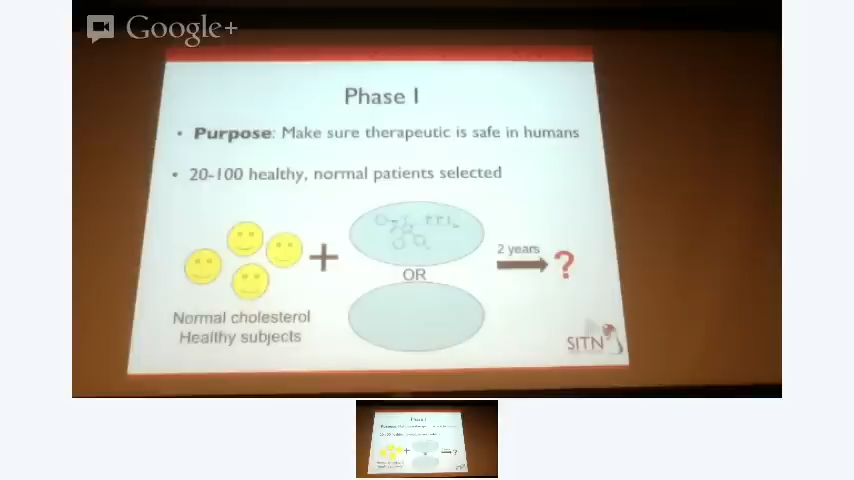 Google+
Phase I
• Purpose: Make sure therapeutic is safe in humans
• 20-100 healthy, normal patients selected
+
OR
2 years
?
Normal cholesterol
Healthy subjects
SITN